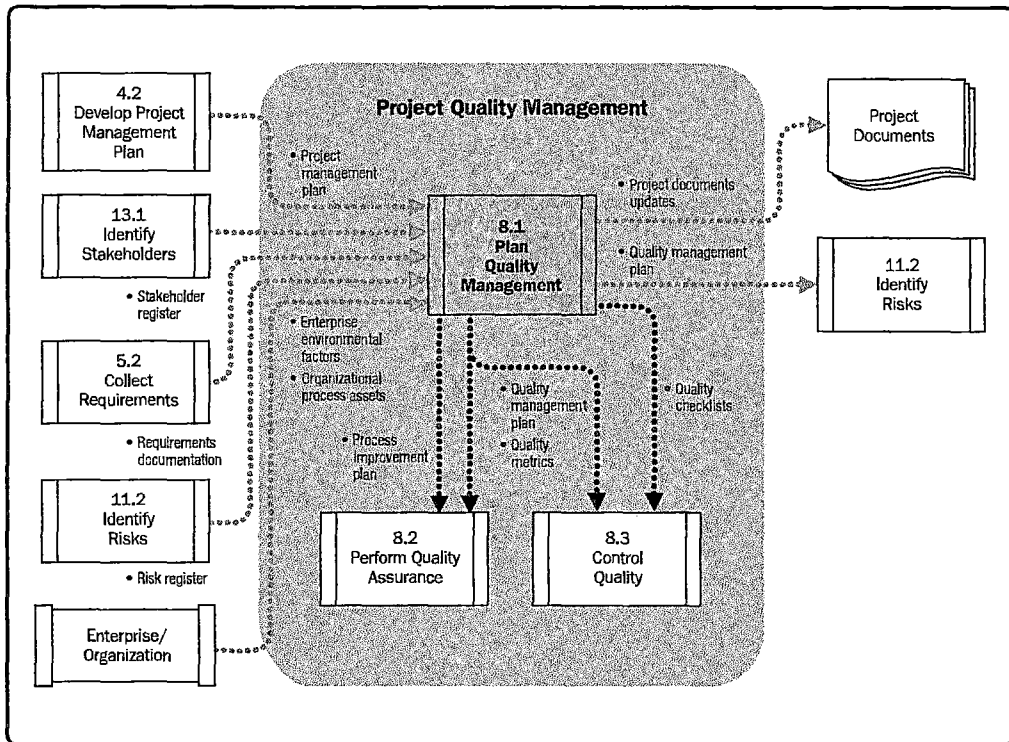 Project Quality Management
4.2
Develop Project
Management
Plan
• Project
management
plan
13.1
Identify
Stakeholders
• Stakeholder
register
5.2
Collect
Requirements
• Requirements
documentation
11.2
Identify
Risks
• Risk register
Enterprise/
Organization
• Enterprise
environmental
factors
• Organizational
process assets
8.1
Plan
Quality
Management
• Project documents
updates
• Quality management
plan
Project
Documents
11.2
Identify
Risks
• Process
improvement
plan
• Quality
management
plan
• Quality
metrics
• Quality
checklists
8.2
Perform Quality
Assurance
8.3
Control
Quality